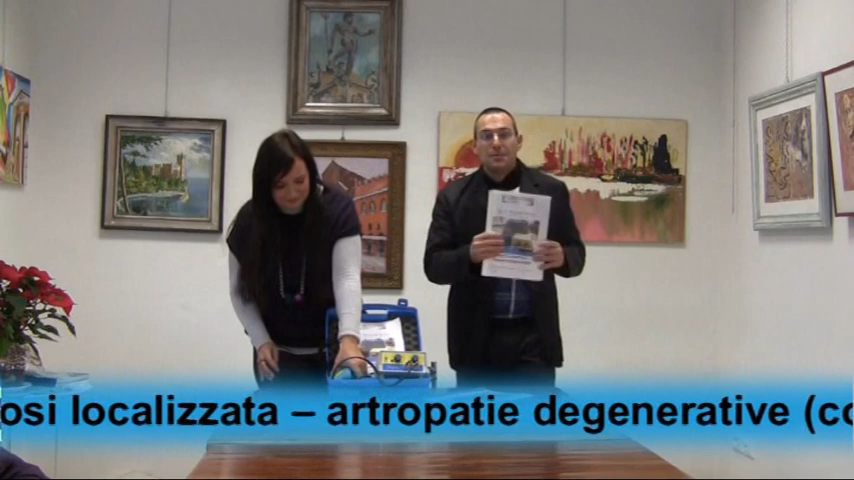 osi localizzata – artropatie degenerative (co